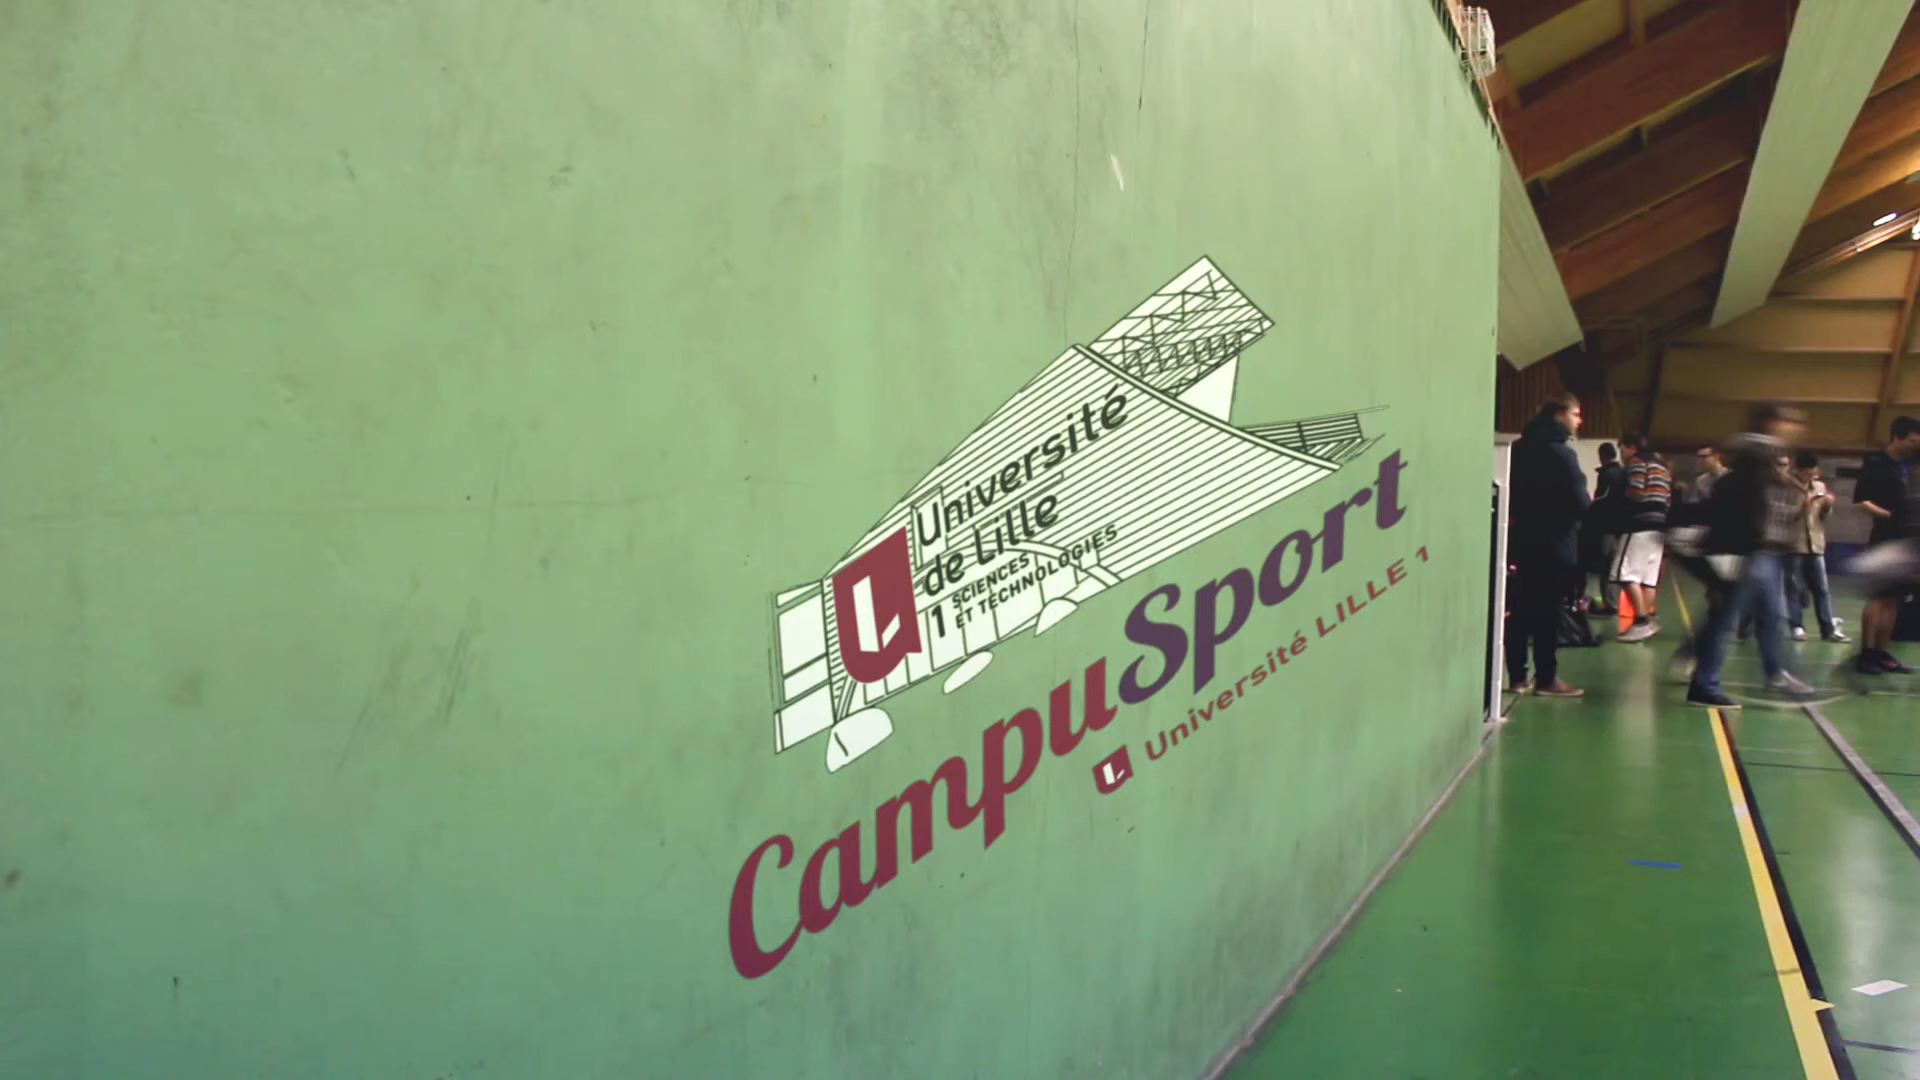 Université
de Lille
1 SCIENCES
ET TECHNOLOGIES
CampuSport
Université LILLE 1